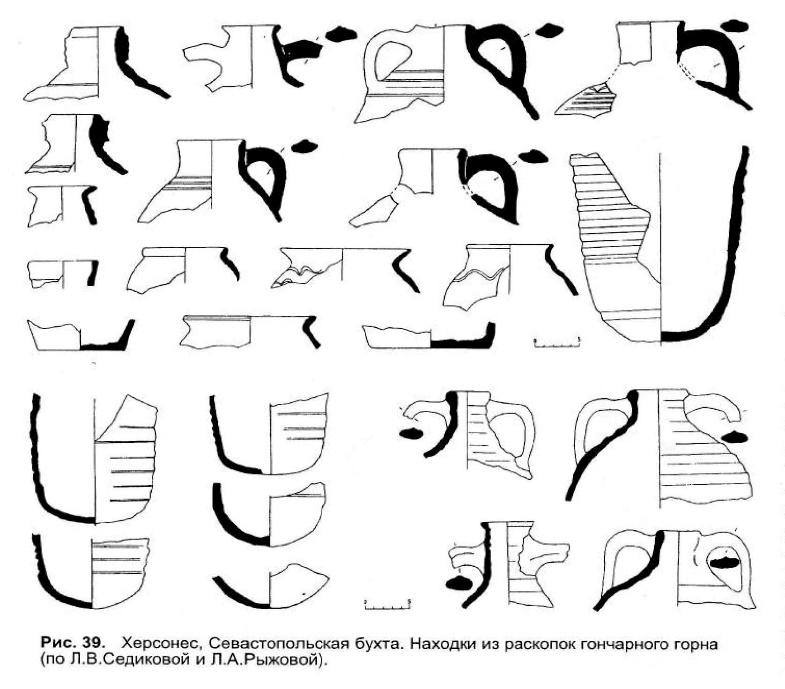 Рис. 39. Херсонес, Севастопольская бухта. Находки из раскопок гончарного горна
(по Л.В.Седиковой и Л.А.Рыжовой).